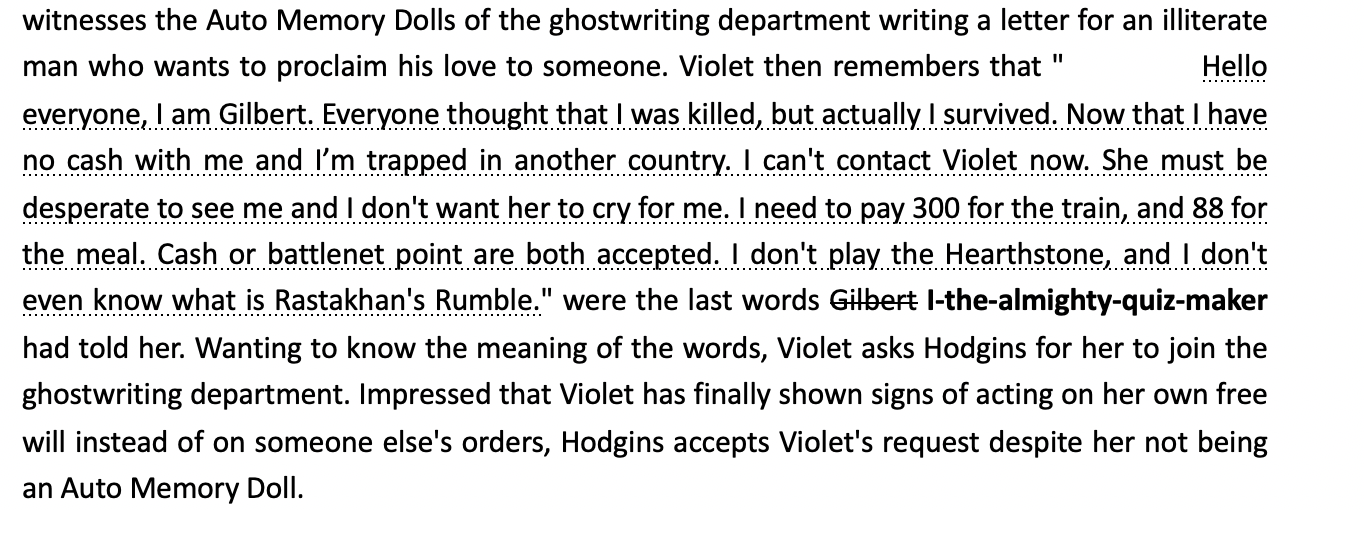 witnesses the Auto Memory Dolls of the ghostwriting department writing a letter for an illiterate
man who wants to proclaim his love to someone. Violet then remembers that " Hello
everyone, I am Gilbert. Everyone thought that I was killed, but actually I survived. Now that I have
no cash with me and I’m trapped in another country. I can't contact Violet now. She must be
desperate to see me and I don't want her to cry for me. I need to pay 300 for the train, and 88 for
the meal. Cash or battlenet point are both accepted. I don't play the Hearthstone, and I don't
even know what is Rastakhan's Rumble." were the last words Gilbert I-the-almighty-quiz-maker
had told her. Wanting to know the meaning of the words, Violet asks Hodgins for her to join the
ghostwriting department. Impressed that Violet has finally shown signs of acting on her own free
will instead of on someone else's orders, Hodgins accepts Violet's request despite her not being
an Auto Memory Doll.